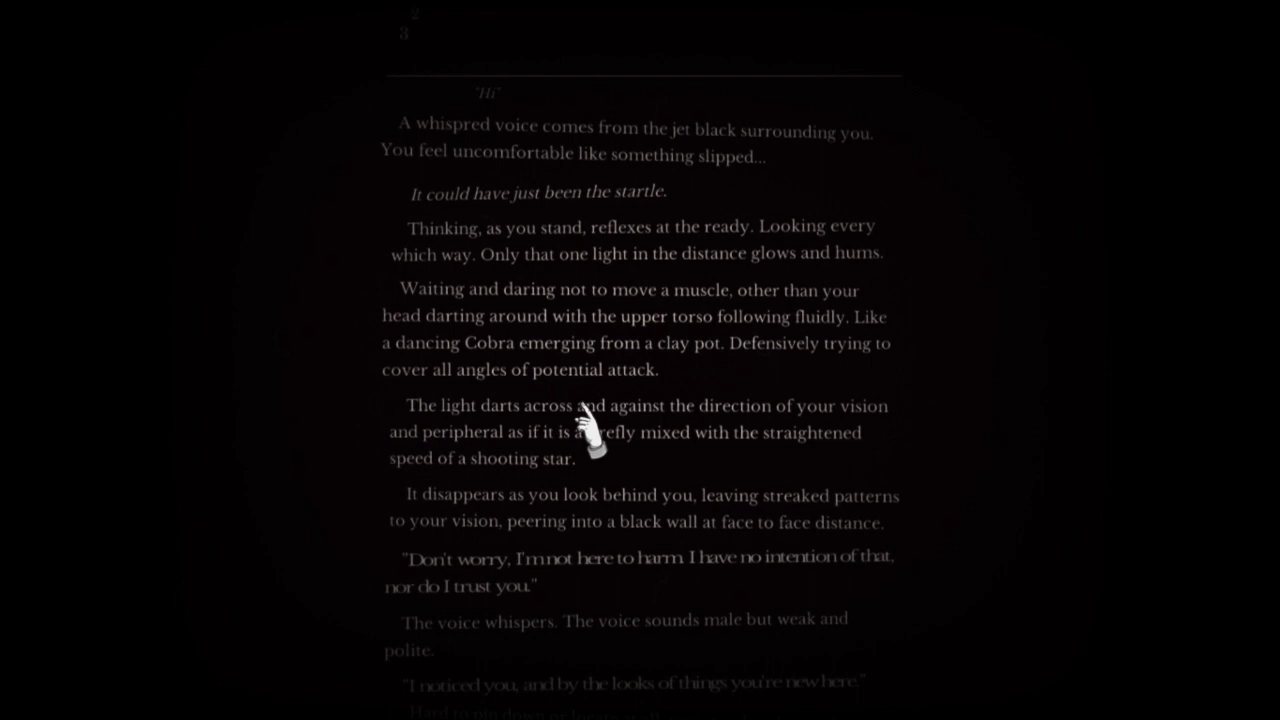 2
3
"Hi"
A whispred voice comes from the jet black surrounding you.
You feel uncomfortable like something slipped...
It could have just been the startle.
Thinking, as you stand, reflexes at the ready. Looking every
which way. Only that one light in the distance glows and hums.
Waiting and daring not to move a muscle, other than your
head darting around with the upper torso following fluidly. Like
a dancing Cobra emerging from a clay pot. Defensively trying to
cover all angles of potential attack.
The light darts across and against the direction of your vision
and peripheral as if it is a firefly mixed with the straightened
speed of a shooting star.
It disappears as you look behind you, leaving streaked patterns
to your vision, peering into a black wall at face to face distance.
"Don't worry, I'm not here to harm. I have no intention of that,
nor do I trust you."
The voice whispers. The voice sounds male but weak and
polite.
"I noticed you, and by the looks of things you're new here."
Hard to pin down